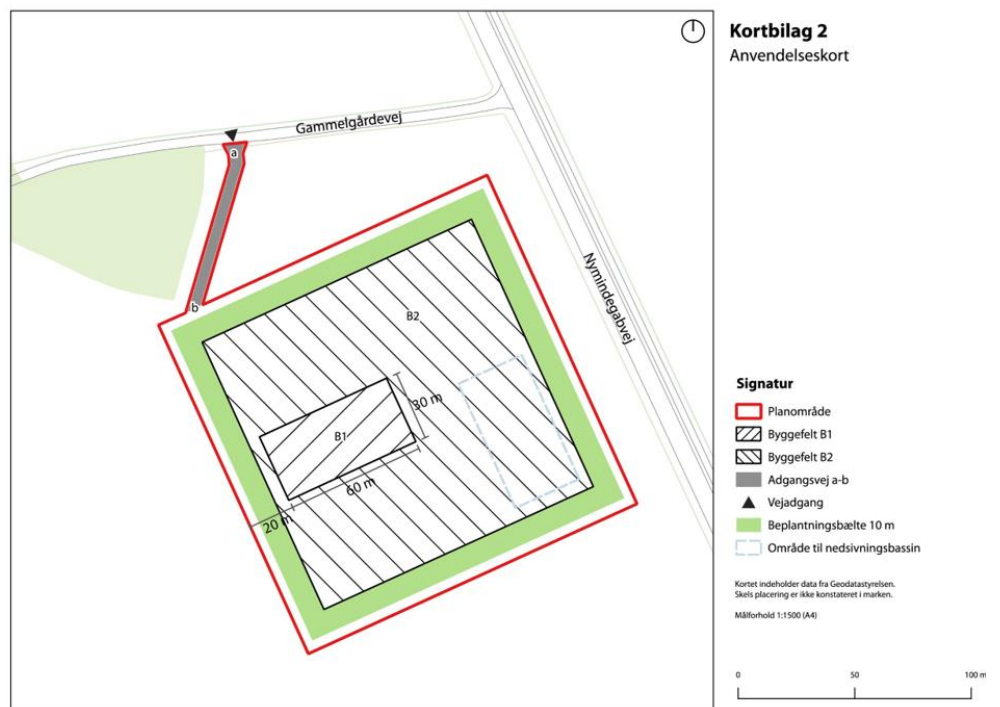 Kortbilag 2
Anvendelseskort
Gammelgårdevej
a
b
Nymindegabvej
B2
B1
30 m
60 m
20 m
Signatur
Planområde
Byggefelt B1
Byggefelt B2
Adgangsvej a-b
Vejadgang
Beplantningsbælte 10 m
Område til nedsivningsbassin
Kortet indeholder data fra Geodatastyrelsen.
Skels placering er ikke konstateret i marken.
Målforhold 1:1500 (A4)
0 50 100 m